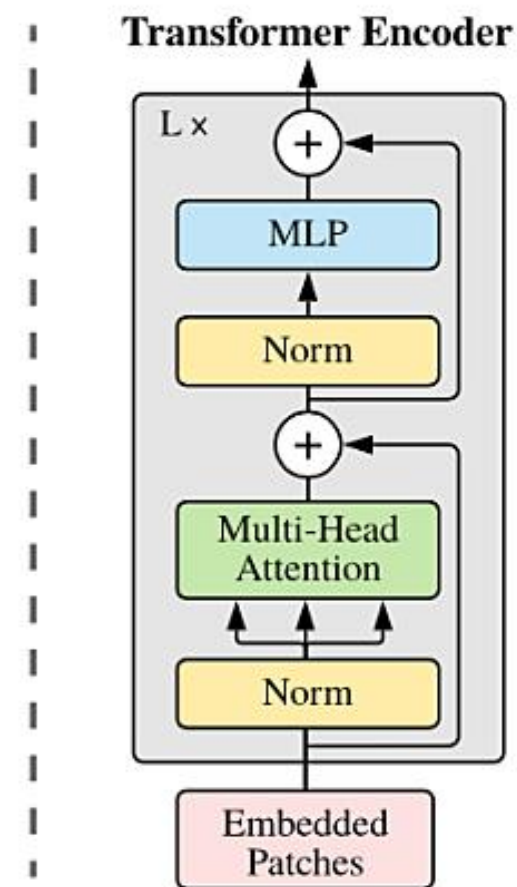 Transformer Encoder
L ×
+
MLP
Norm
+
Multi-Head
Attention
Norm
Embedded
Patches